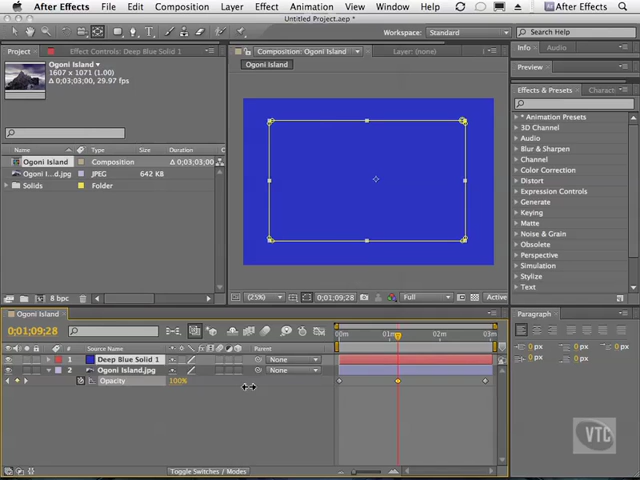 After Effects File Edit Composition Layer Effect Animation View Window Help After Effects
Untitled Project.aep *
Workspace: Standard Search Help
Project Effect Controls: Deep Blue Solid 1 Composition: Ogoni Island Layer: (none) Info Audio
Ogoni Island
1607 x 1071 (1.00)
Δ 0;03;03;00, 29.97 fps
Ogoni Island
Preview
Effects & Presets Characte
* Animation Presets
3D Channel
Audio
Blur & Sharpen
Channel
Color Correction
Distort
Expression Controls
Generate
Keying
Matte
Noise & Grain
Obsolete
Perspective
Simulation
Stylize
Text
Name Type Size Duration
Ogoni Island Composition 0;03;03;00
Ogoni I...d.jpg JPEG 642 KB
Solids Folder
8 bpc
(25%) 0;01;09;28 Full Active
Ogoni Island
Paragraph
0;01;09;28
# Source Name Parent
:00m 01m 02m 03m
1 Deep Blue Solid 1 None
2 Ogoni Island.jpg None
Opacity 100%
0 px 0 px
0 px 0 px
0 px
Toggle Switches / Modes
VTC